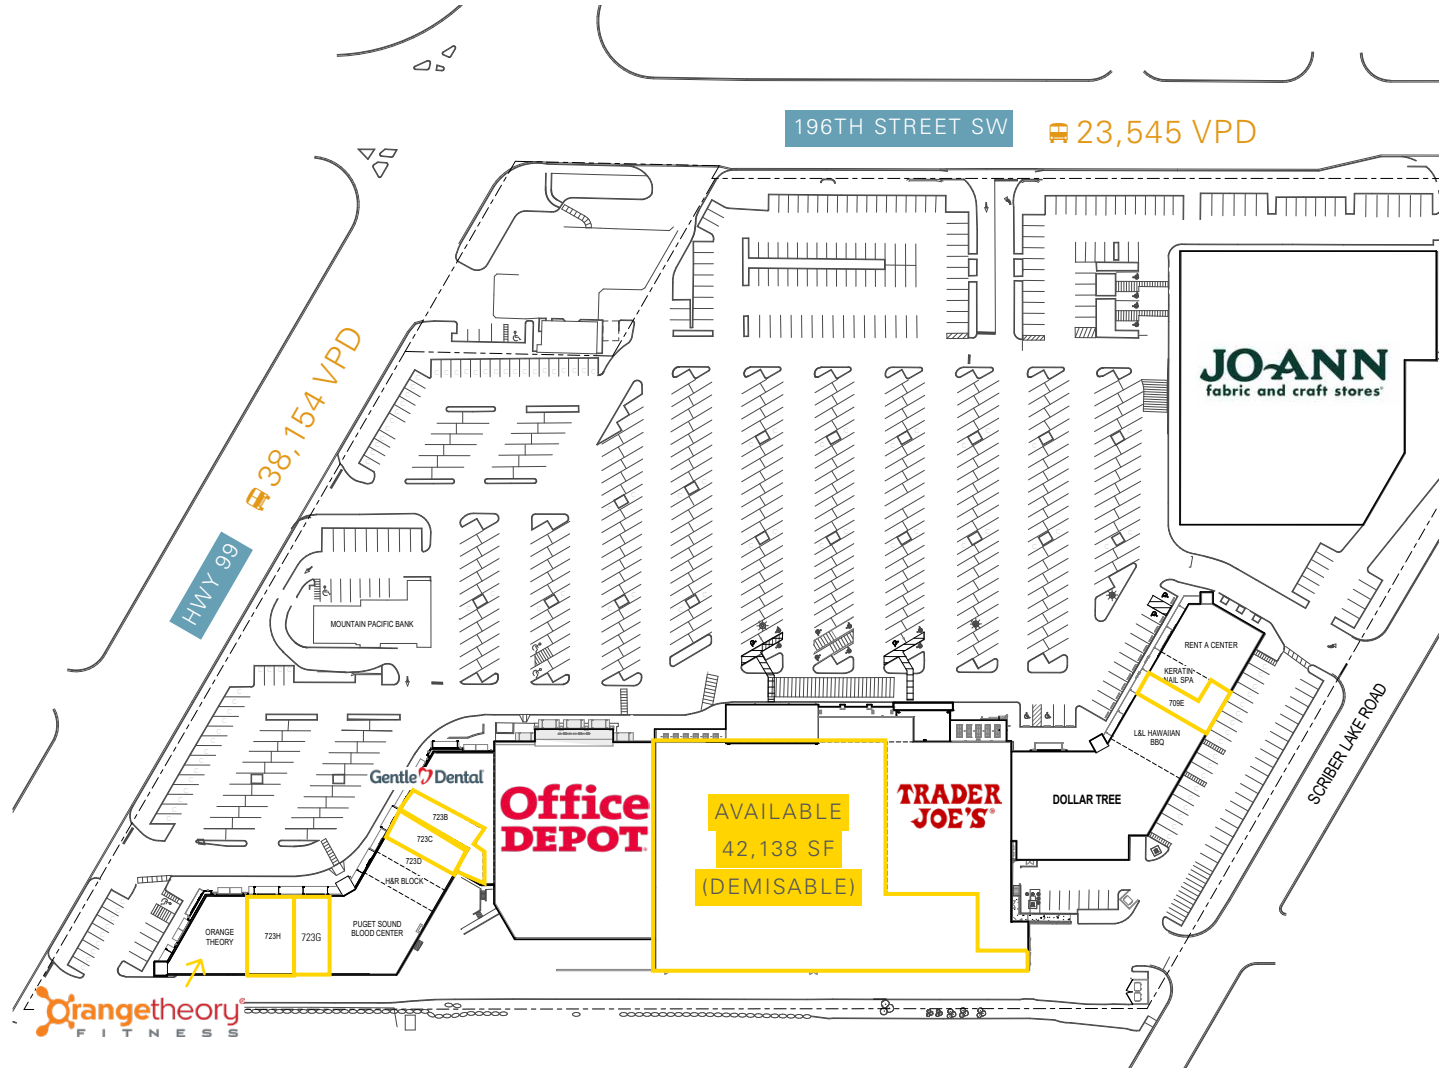 196TH STREET SW
23,545 VPD
38,154 VPD
HWY 99
JO-ANN
fabric and craft stores
MOUNTAIN PACIFIC BANK
RENT A CENTER
KERATIN
NAIL SPA
709E
L&L HAWAIIAN
BBQ
SCRIBER LAKE ROAD
DOLLAR TREE
Gentle Dental
723B
723C
723D
H&R BLOCK
Office
DEPOT
AVAILABLE
42,138 SF
(DEMISABLE)
TRADER
JOE'S
PUGET SOUND
BLOOD CENTER
ORANGE
THEORY
723H
723G
Orangetheory
FITNESS